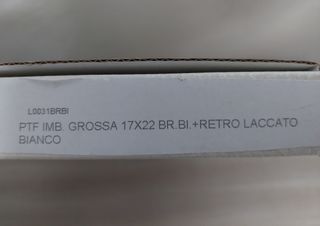 L0031BRBI
PTF IMB. GROSSA 17X22 BR.BI.+RETRO LACCATO
BIANCO